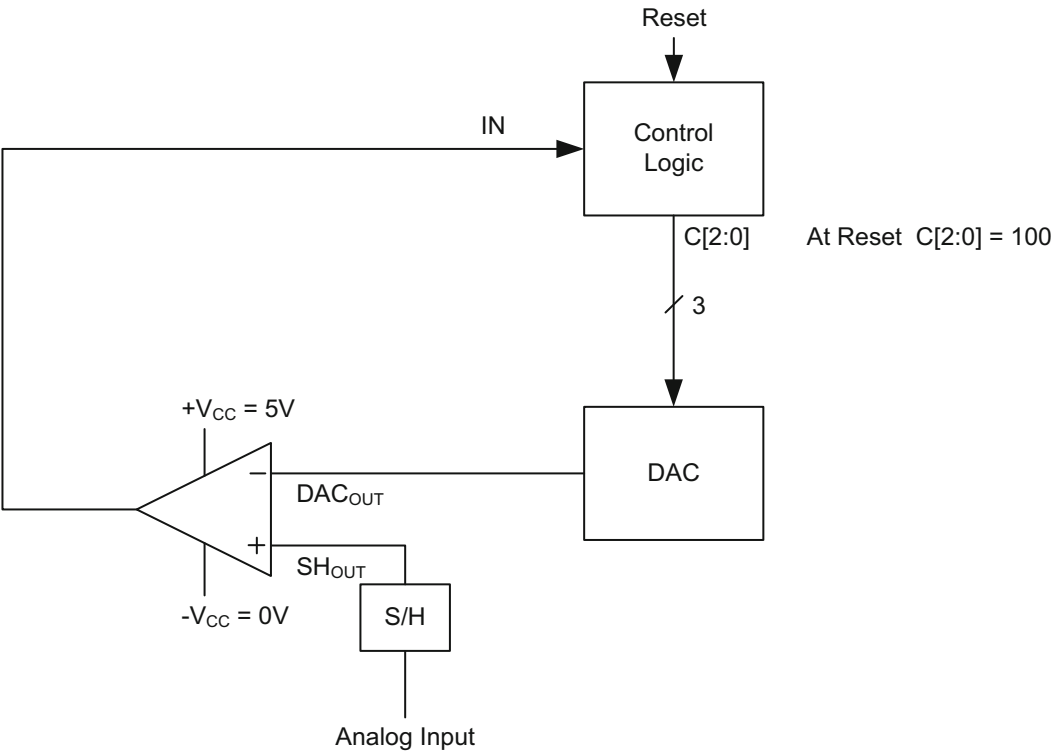 Reset
IN
Control
Logic
C[2:0]
At Reset C[2:0] = 100
3
+VCC = 5V
−
DACOUT
DAC
+
SHOUT
-VCC = 0V
S/H
Analog Input